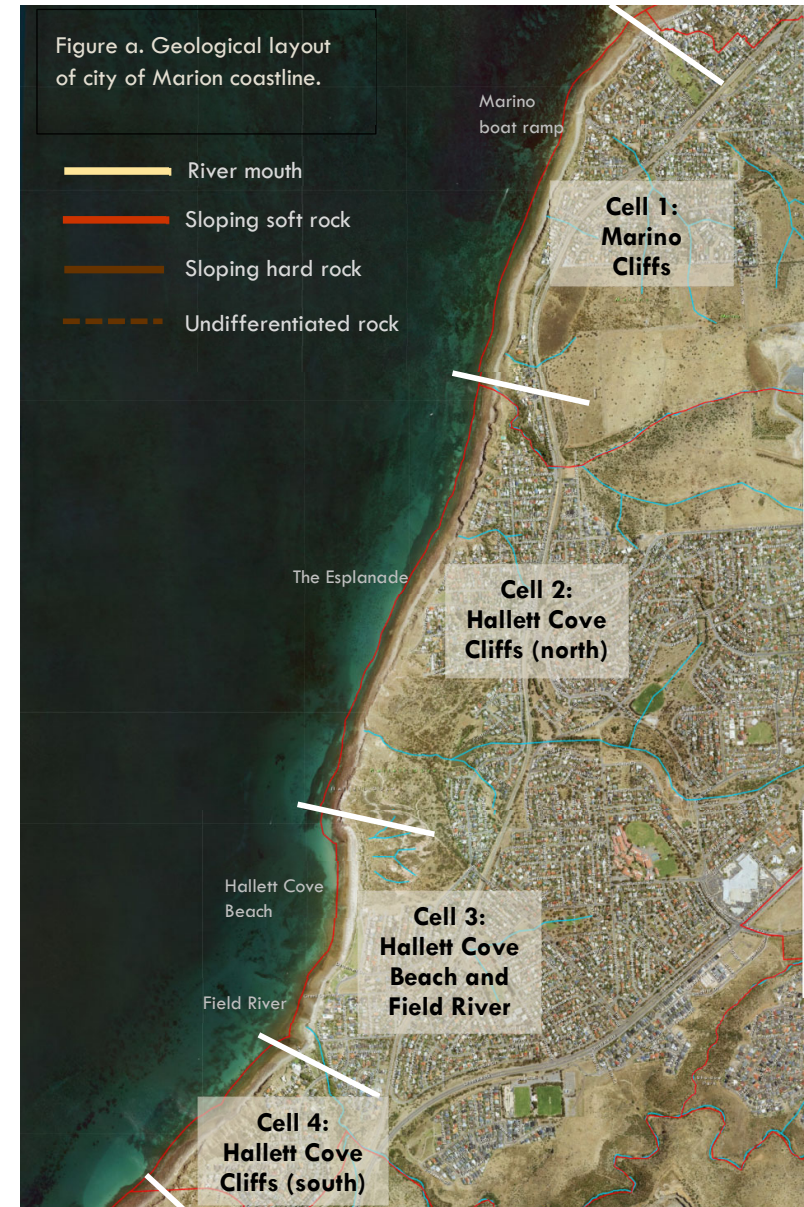 Figure a. Geological layout
of city of Marion coastline.
River mouth
Sloping soft rock
Sloping hard rock
Undifferentiated rock
Marino
boat ramp
Cell 1:
Marino
Cliffs
The Esplanade
Cell 2:
Hallett Cove
Cliffs (north)
Hallett Cove
Beach
Cell 3:
Hallett Cove
Beach and
Field River
Field River
Cell 4:
Hallett Cove
Cliffs (south)